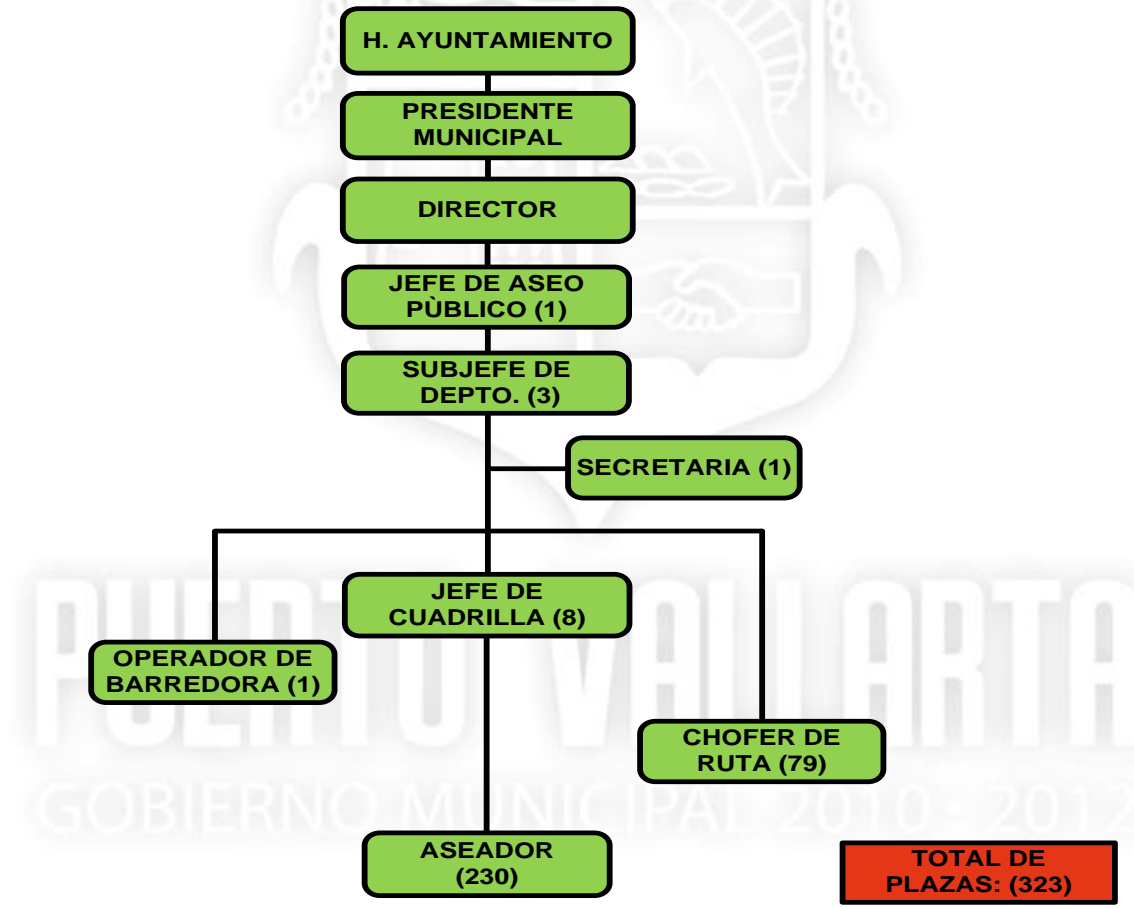 H. AYUNTAMIENTO
PRESIDENTE
MUNICIPAL
DIRECTOR
JEFE DE ASEO
PÙBLICO (1)
SUBJEFE DE
DEPTO. (3)
SECRETARIA (1)
JEFE DE
CUADRILLA (8)
OPERADOR DE
BARREDORA (1)
CHOFER DE
RUTA (79)
ASEADOR
(230)
TOTAL DE
PLAZAS: (323)
PUERTO VALLARTA
GOBIERNO MUNICIPAL 2010 - 2012